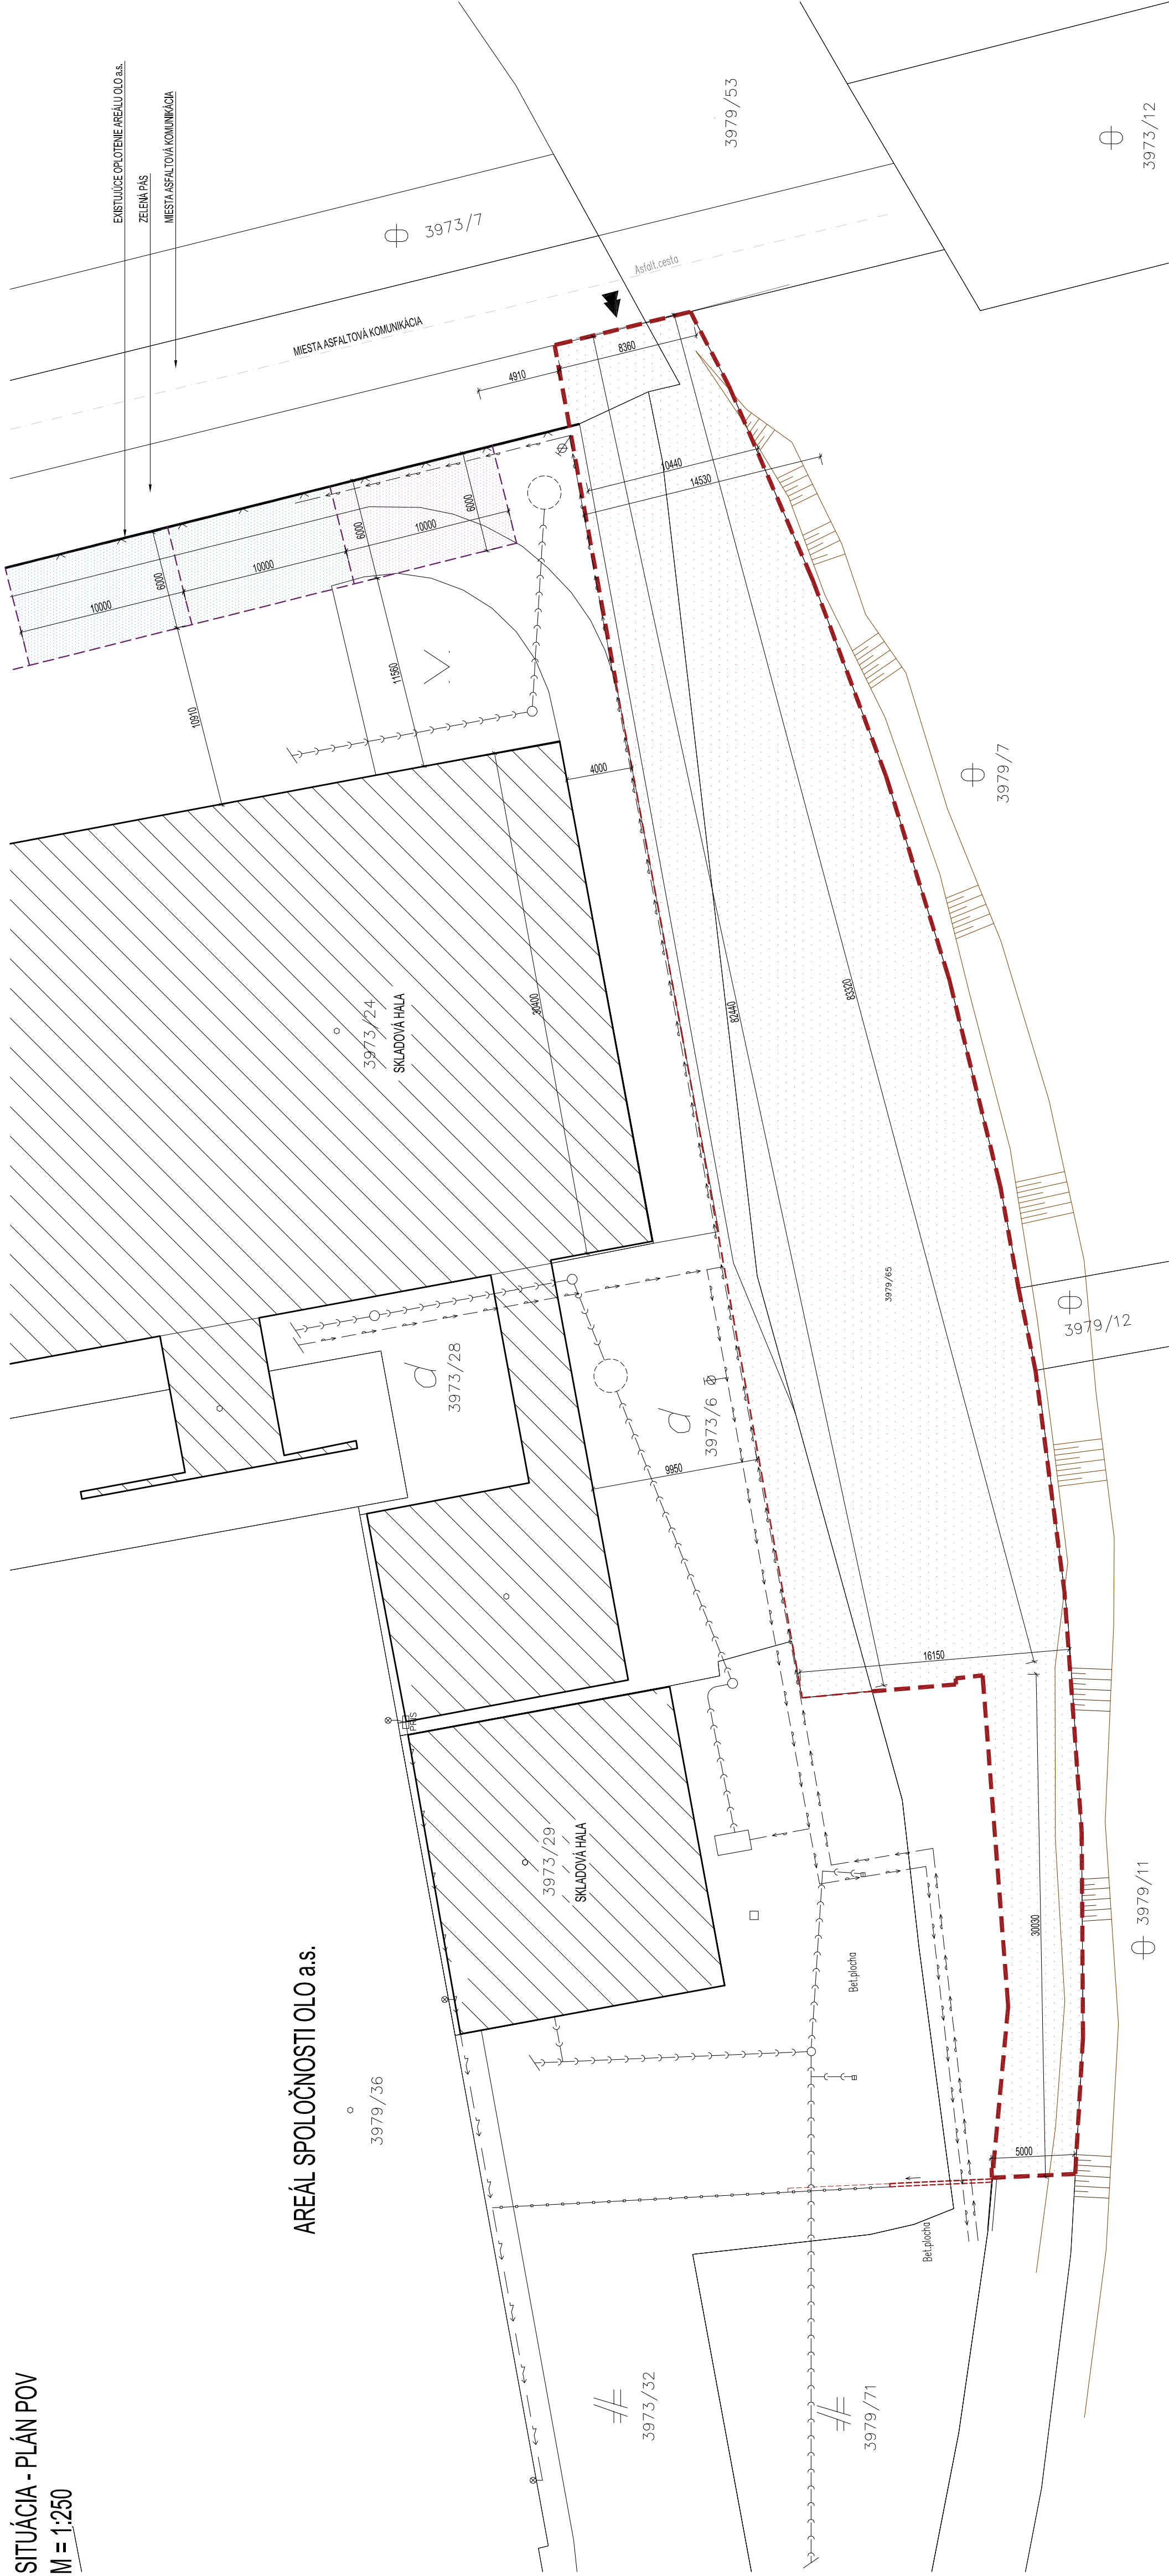 EXISTUJÚCE OPLOTENIE AREÁLU OLO a.s.
ZELENÁ PÁS
MIESTA ASFALTOVÁ KOMUNIKÁCIA
3979/53
3973/12
3973/7
Asfalt.cesta
MIESTA ASFALTOVÁ KOMUNIKÁCIA
4910
8360
10440
14530
6000
10000
6000
10000
6000
10000
11560
10910
4000
3979/7
30400
82440
83320
3973/24
SKLADOVÁ HALA
3979/65
3979/12
3973/28
3973/6
9950
16150
PRIS
3973/29
SKLADOVÁ HALA
30030
3979/11
Bet.plocha
AREÁL SPOLOČNOSTI OLO a.s.
3979/36
5000
Bet.plocha
3973/32
3979/71
SITUÁCIA - PLÁN POV
M = 1:250